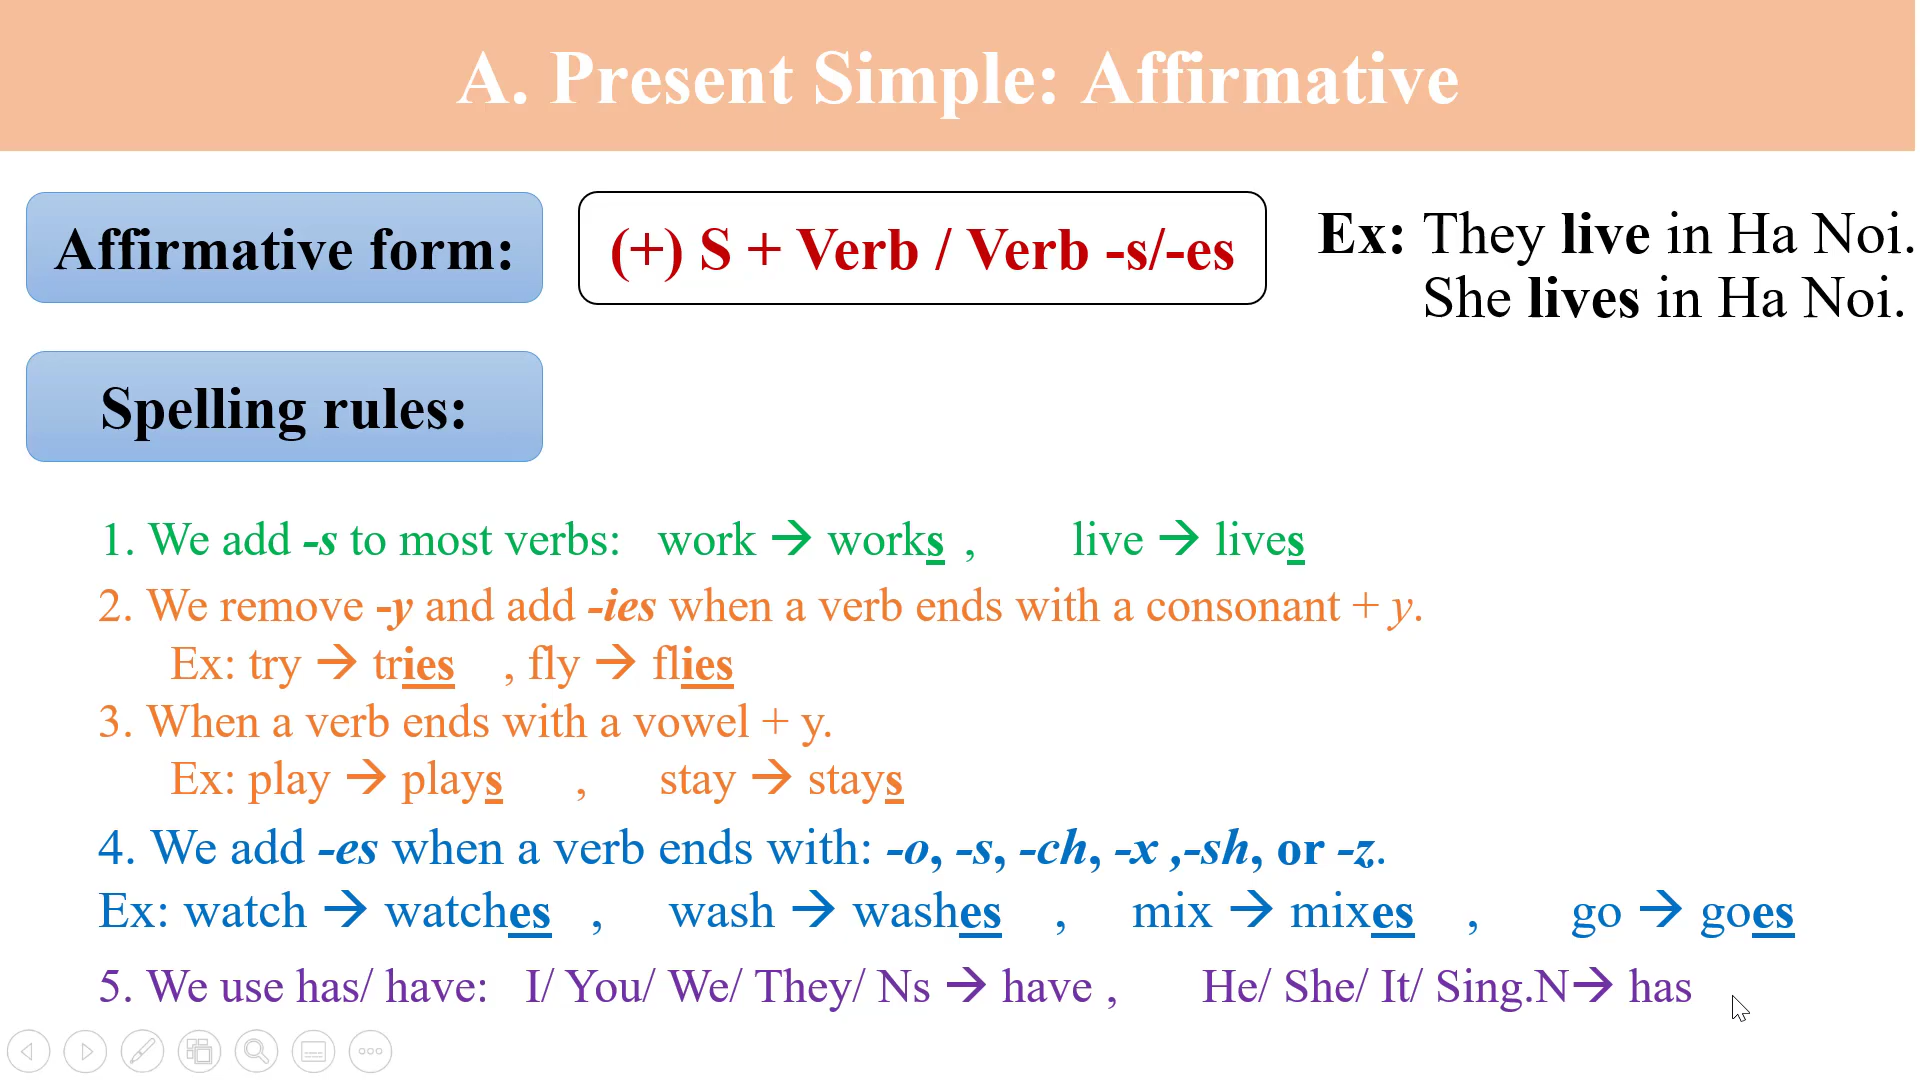 A. Present Simple: Affirmative
Affirmative form:
(+) S + Verb / Verb -s/-es
Ex: They live in Ha Noi.
She lives in Ha Noi.
Spelling rules:
1. We add -s to most verbs: work → works , live → lives
2. We remove -y and add -ies when a verb ends with a consonant + y.
Ex: try → tries , fly → flies
3. When a verb ends with a vowel + y.
Ex: play → plays , stay → stays
4. We add -es when a verb ends with: -o, -s, -ch, -x ,-sh, or -z.
Ex: watch → watches , wash → washes , mix → mixes , go → goes
5. We use has/ have: I/ You/ We/ They/ Ns → have , He/ She/ It/ Sing.N→ has